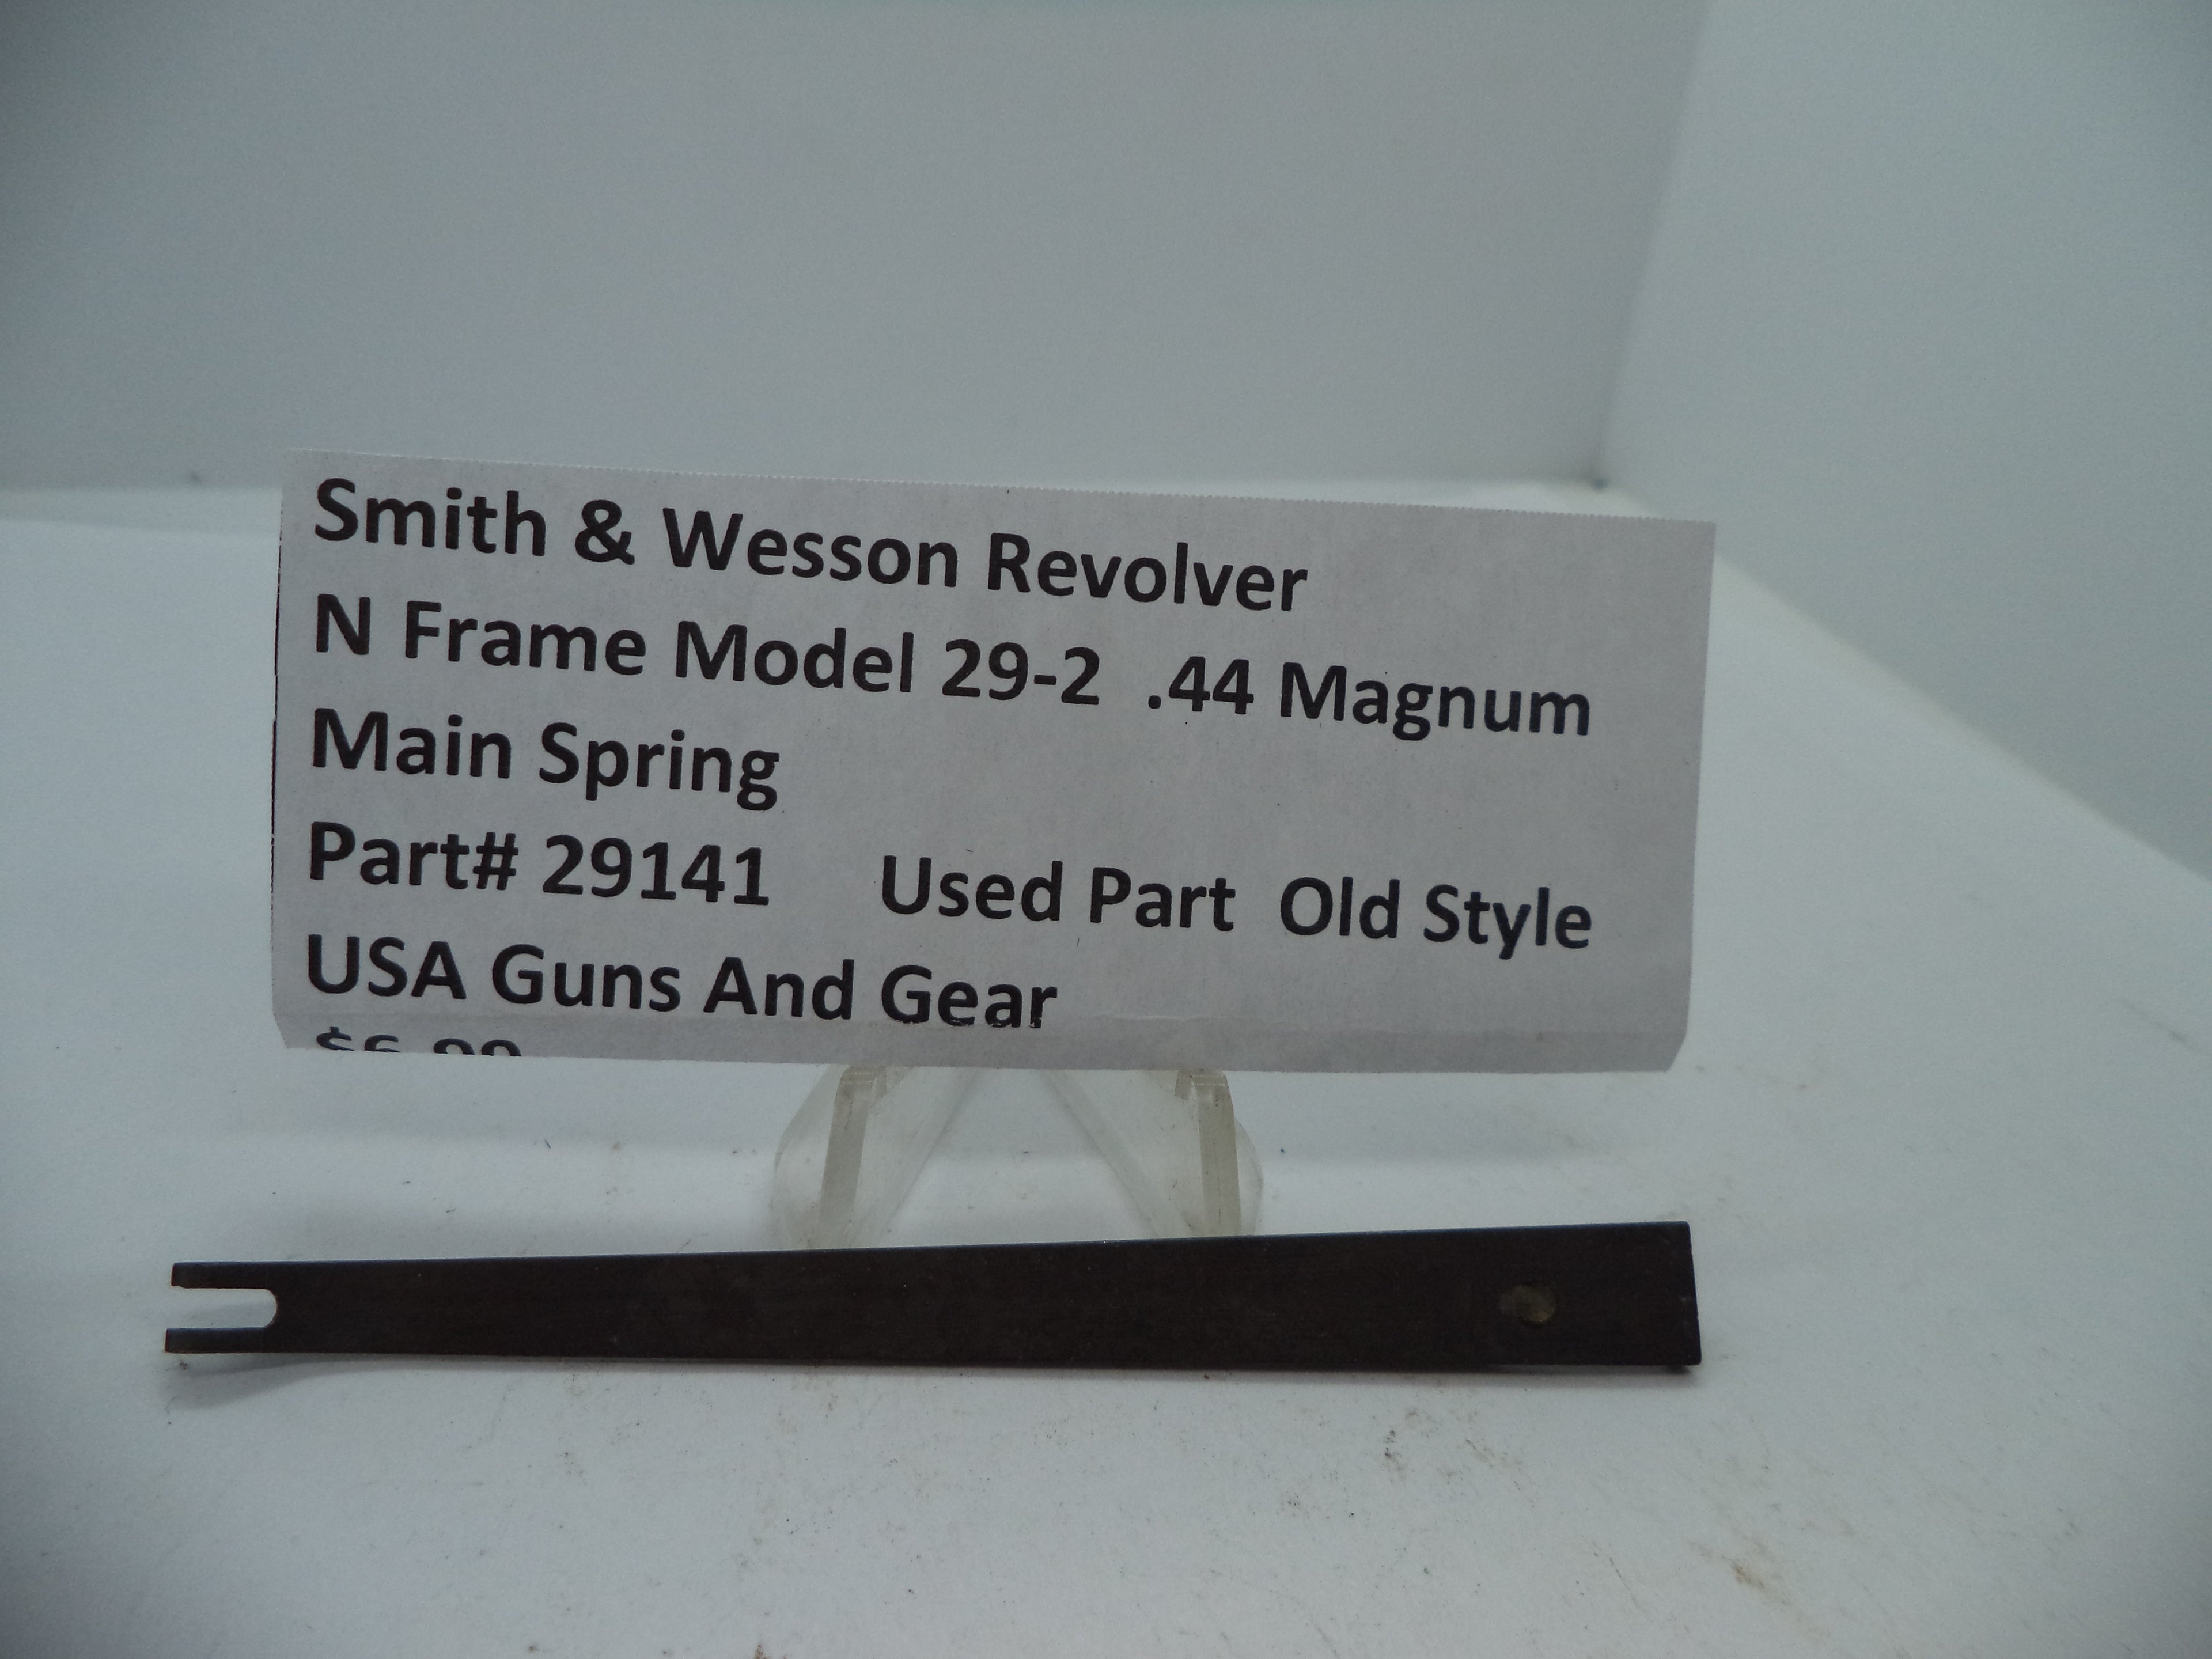 Smith & Wesson Revolver
N Frame Model 29-2 .44 Magnum
Main Spring
Part# 29141 Used Part Old Style
USA Guns And Gear